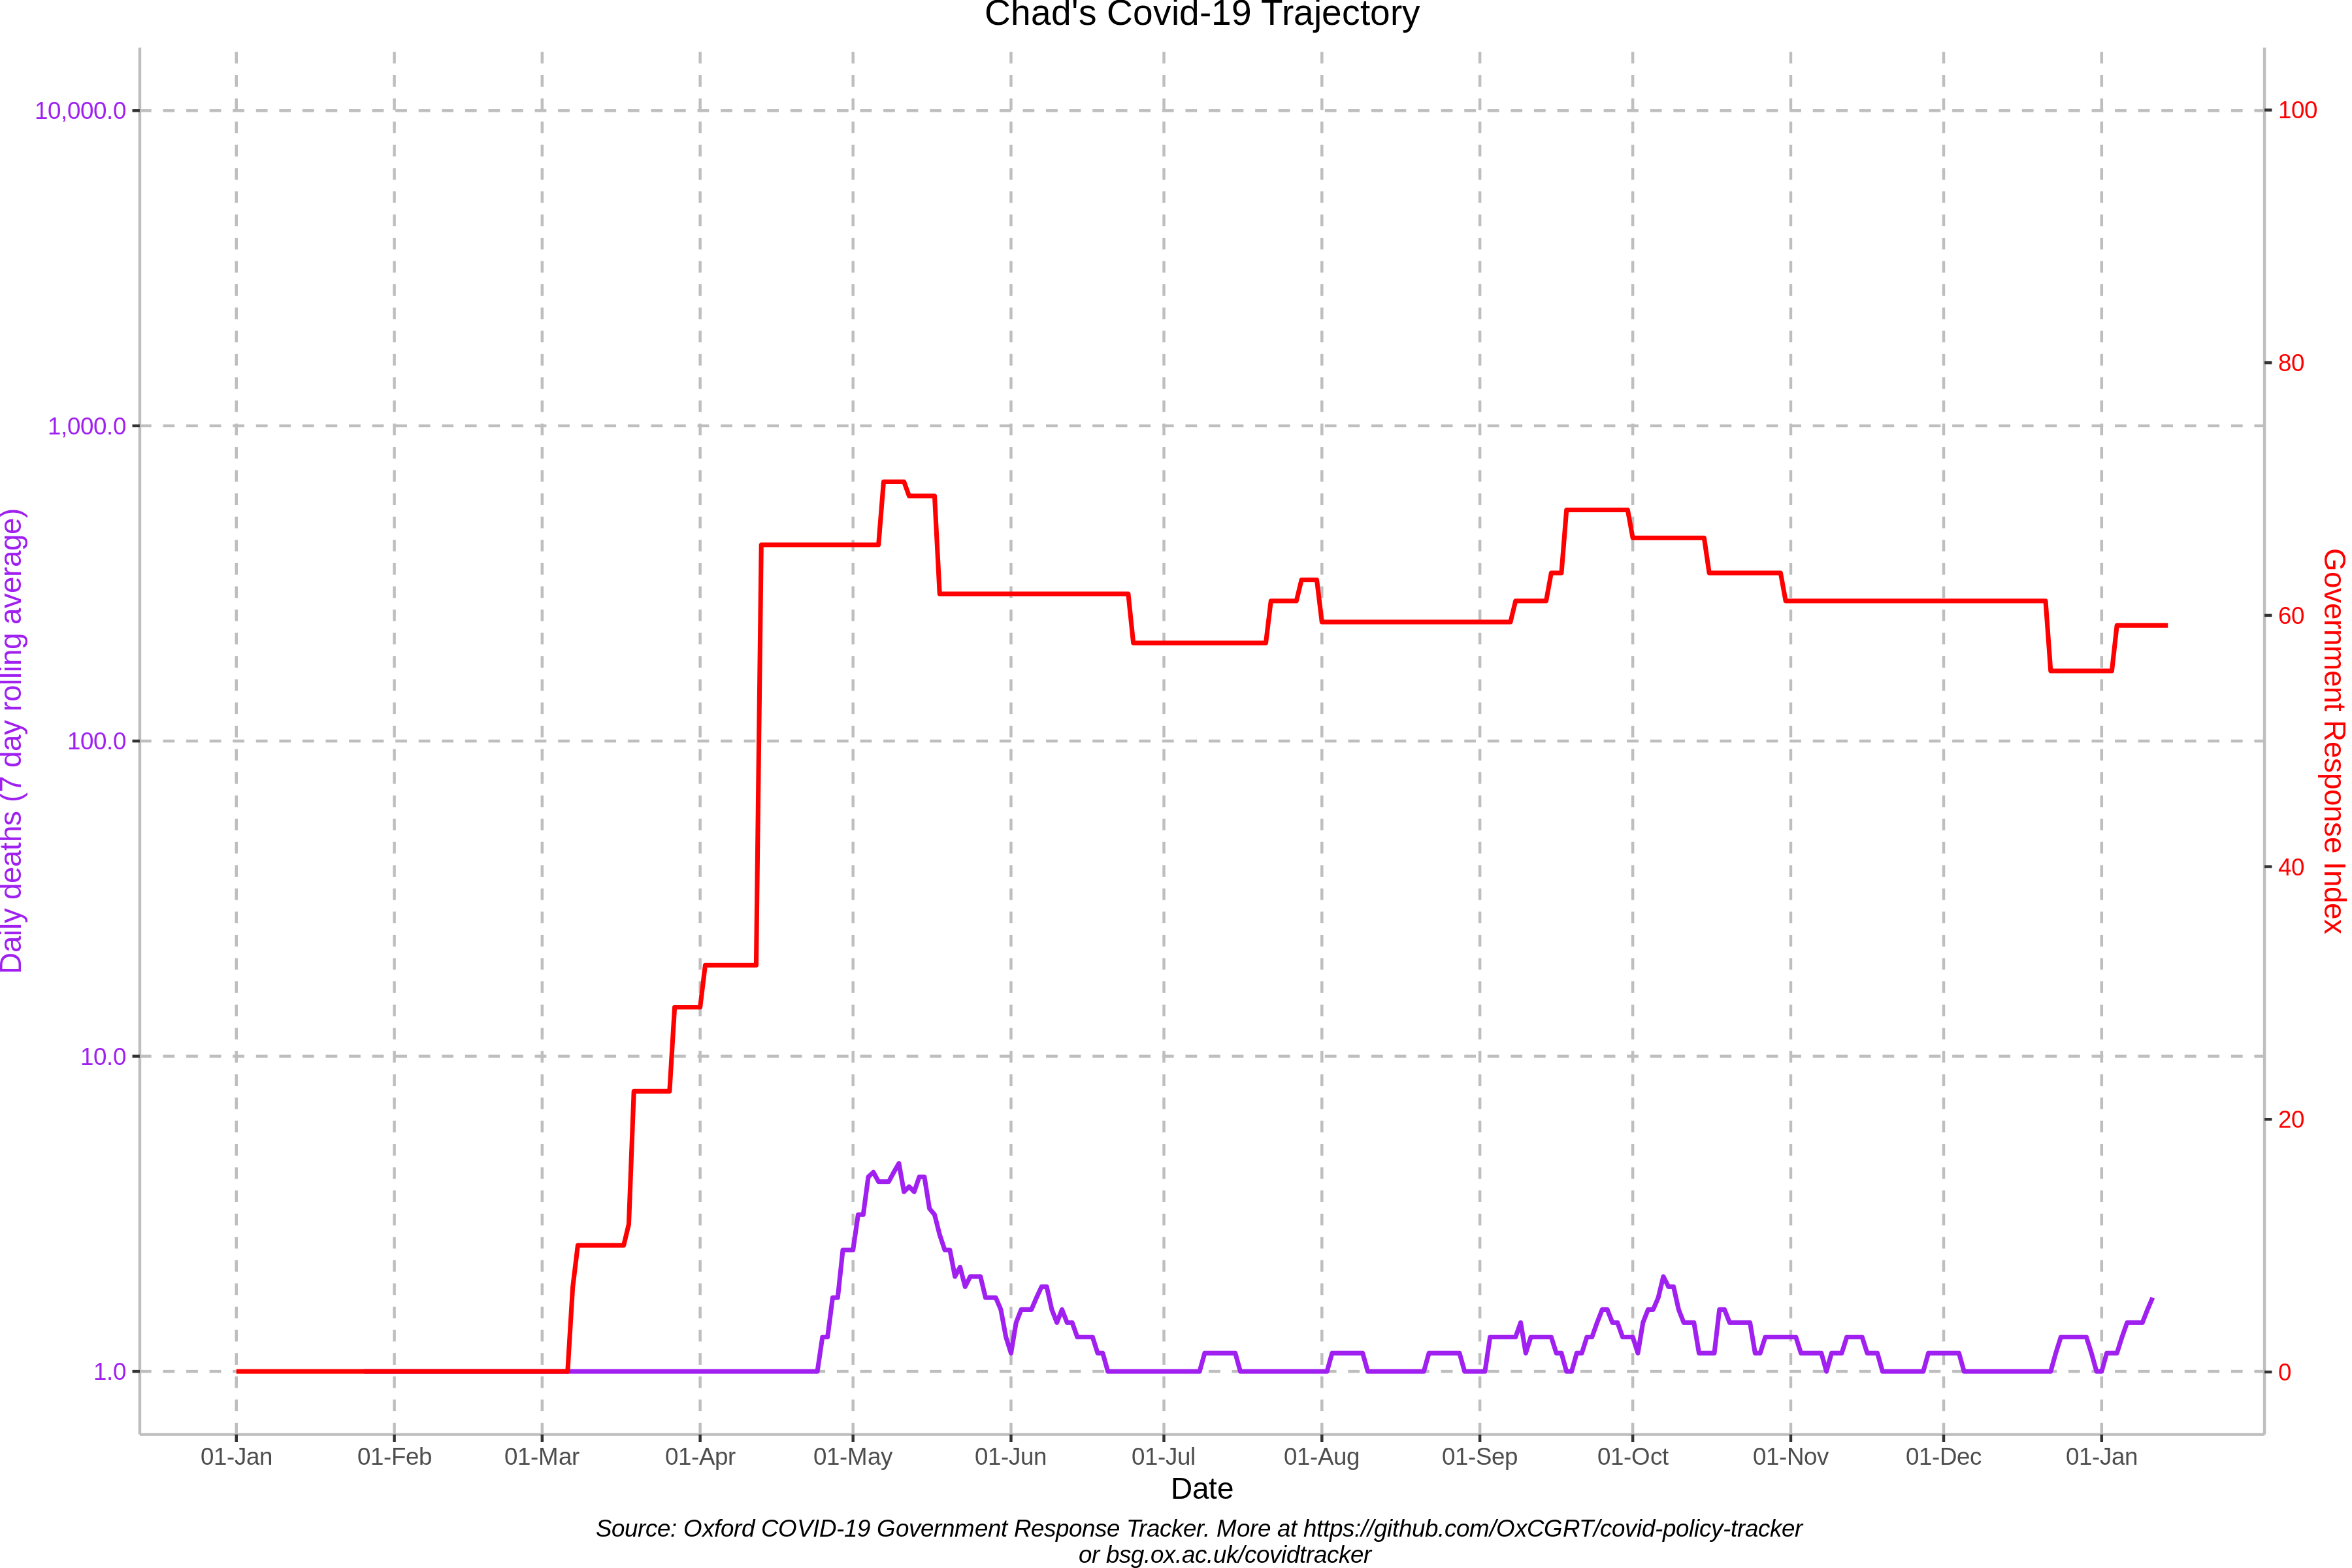 Chad's Covid-19 Trajectory
10,000.0
1,000.0
100.0
10.0
1.0
Daily deaths (7 day rolling average)
100
80
60
40
20
0
Government Response Index
01-Jan 01-Feb 01-Mar 01-Apr 01-May 01-Jun 01-Jul 01-Aug 01-Sep 01-Oct 01-Nov 01-Dec 01-Jan
Date
Source: Oxford COVID-19 Government Response Tracker. More at https://github.com/OxCGRT/covid-policy-tracker
or bsg.ox.ac.uk/covidtracker